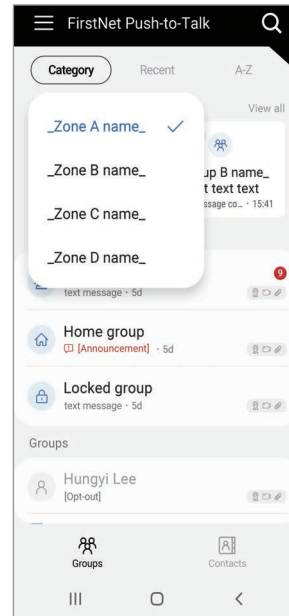 FirstNet Push-to-Talk
Category
Recent
A-Z
View all
_Zone A name_
_Zone B name_
_Zone C name_
_Zone D name_
up B name_
t text text
ssage co... · 15:41
9
text message · 5d
Home group
[Announcement] · 5d
Locked group
text message · 5d
Groups
Hungyi Lee
[Opt-out]
Groups
Contacts